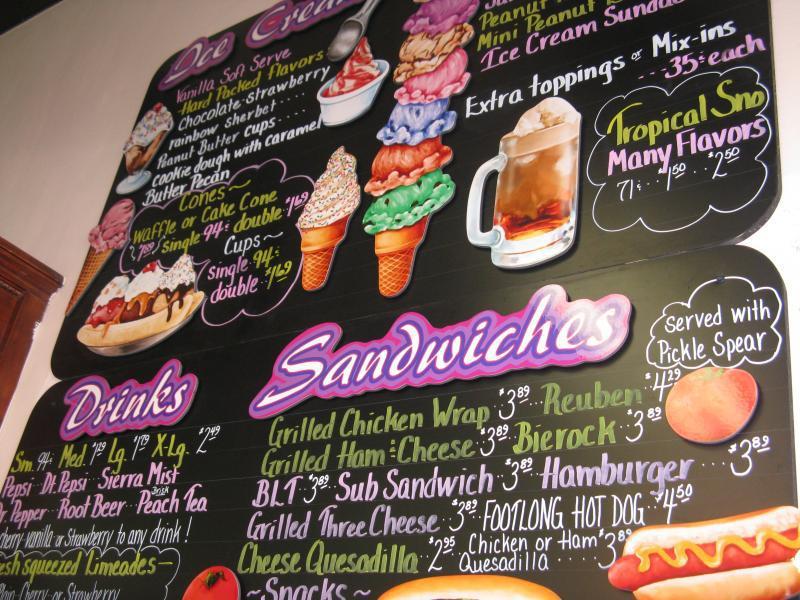 Ice Cream
Vanilla Soft Serve
Hard Packed Flavors
Chocolate Strawberry
rainbow sherbet....
Peanut Butter Cups....
Cookie dough with Caramel
Butter Pecan
Cones~
Waffle or Cake Cone
single 94¢ double $1.69
Cups~
single 94¢
double $1.69
Peanut
Mini Peanut
Ice Cream Sundae
Extra toppings or Mix-ins
...35¢ each
Tropical Sno
Many Flavors
71¢ $1.50 $2.50
Drinks
Sm. 94¢ Med. 1.29 Lg. X-Lg. 2.49
Pepsi Dt. Pepsi Sierra Mist
Dr. Pepper Root Beer Peach Tea
cherry-vanilla or Strawberry to any drink!
fresh squeezed Limeades~
Plain-Cherry-or Strawberry
Sandwiches
served with
Pickle Spear
Grilled Chicken Wrap $3.89 Reuben $4.29
Grilled Ham & Cheese $3.89 Bierock $3.89
BLT $3.89 Sub Sandwich $3.89 Hamburger...$3.89
Grilled Three Cheese $3.89 FOOTLONG HOT DOG $4.50
Cheese Quesadilla $2.95 Chicken or Ham Quesadilla $3.89
~Snacks~